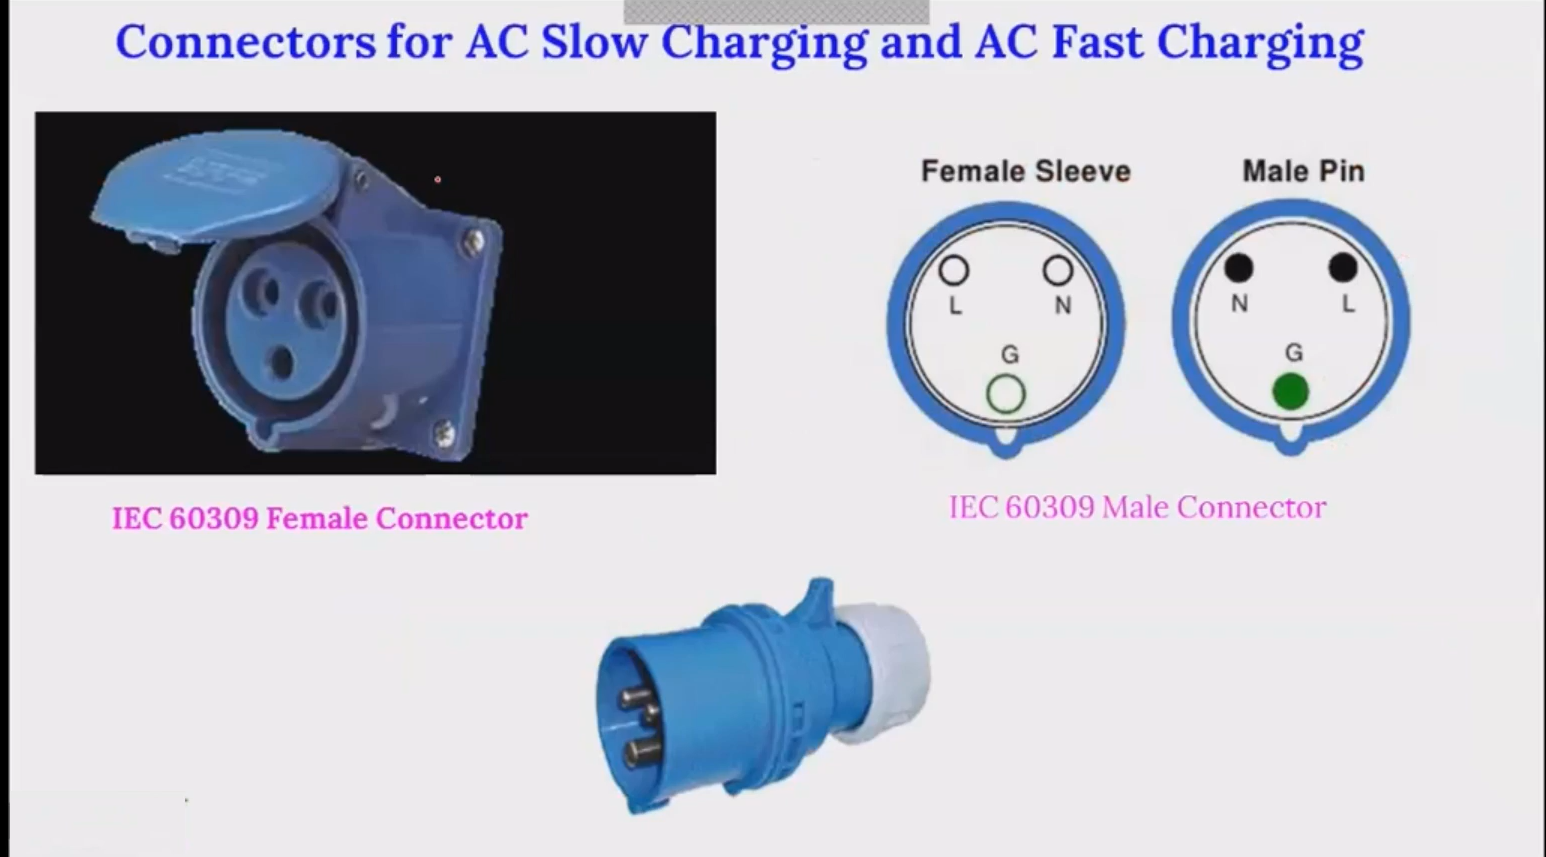 Connectors for AC Slow Charging and AC Fast Charging
Female Sleeve
Male Pin
L
N
G
N
L
G
IEC 60309 Female Connector
IEC 60309 Male Connector